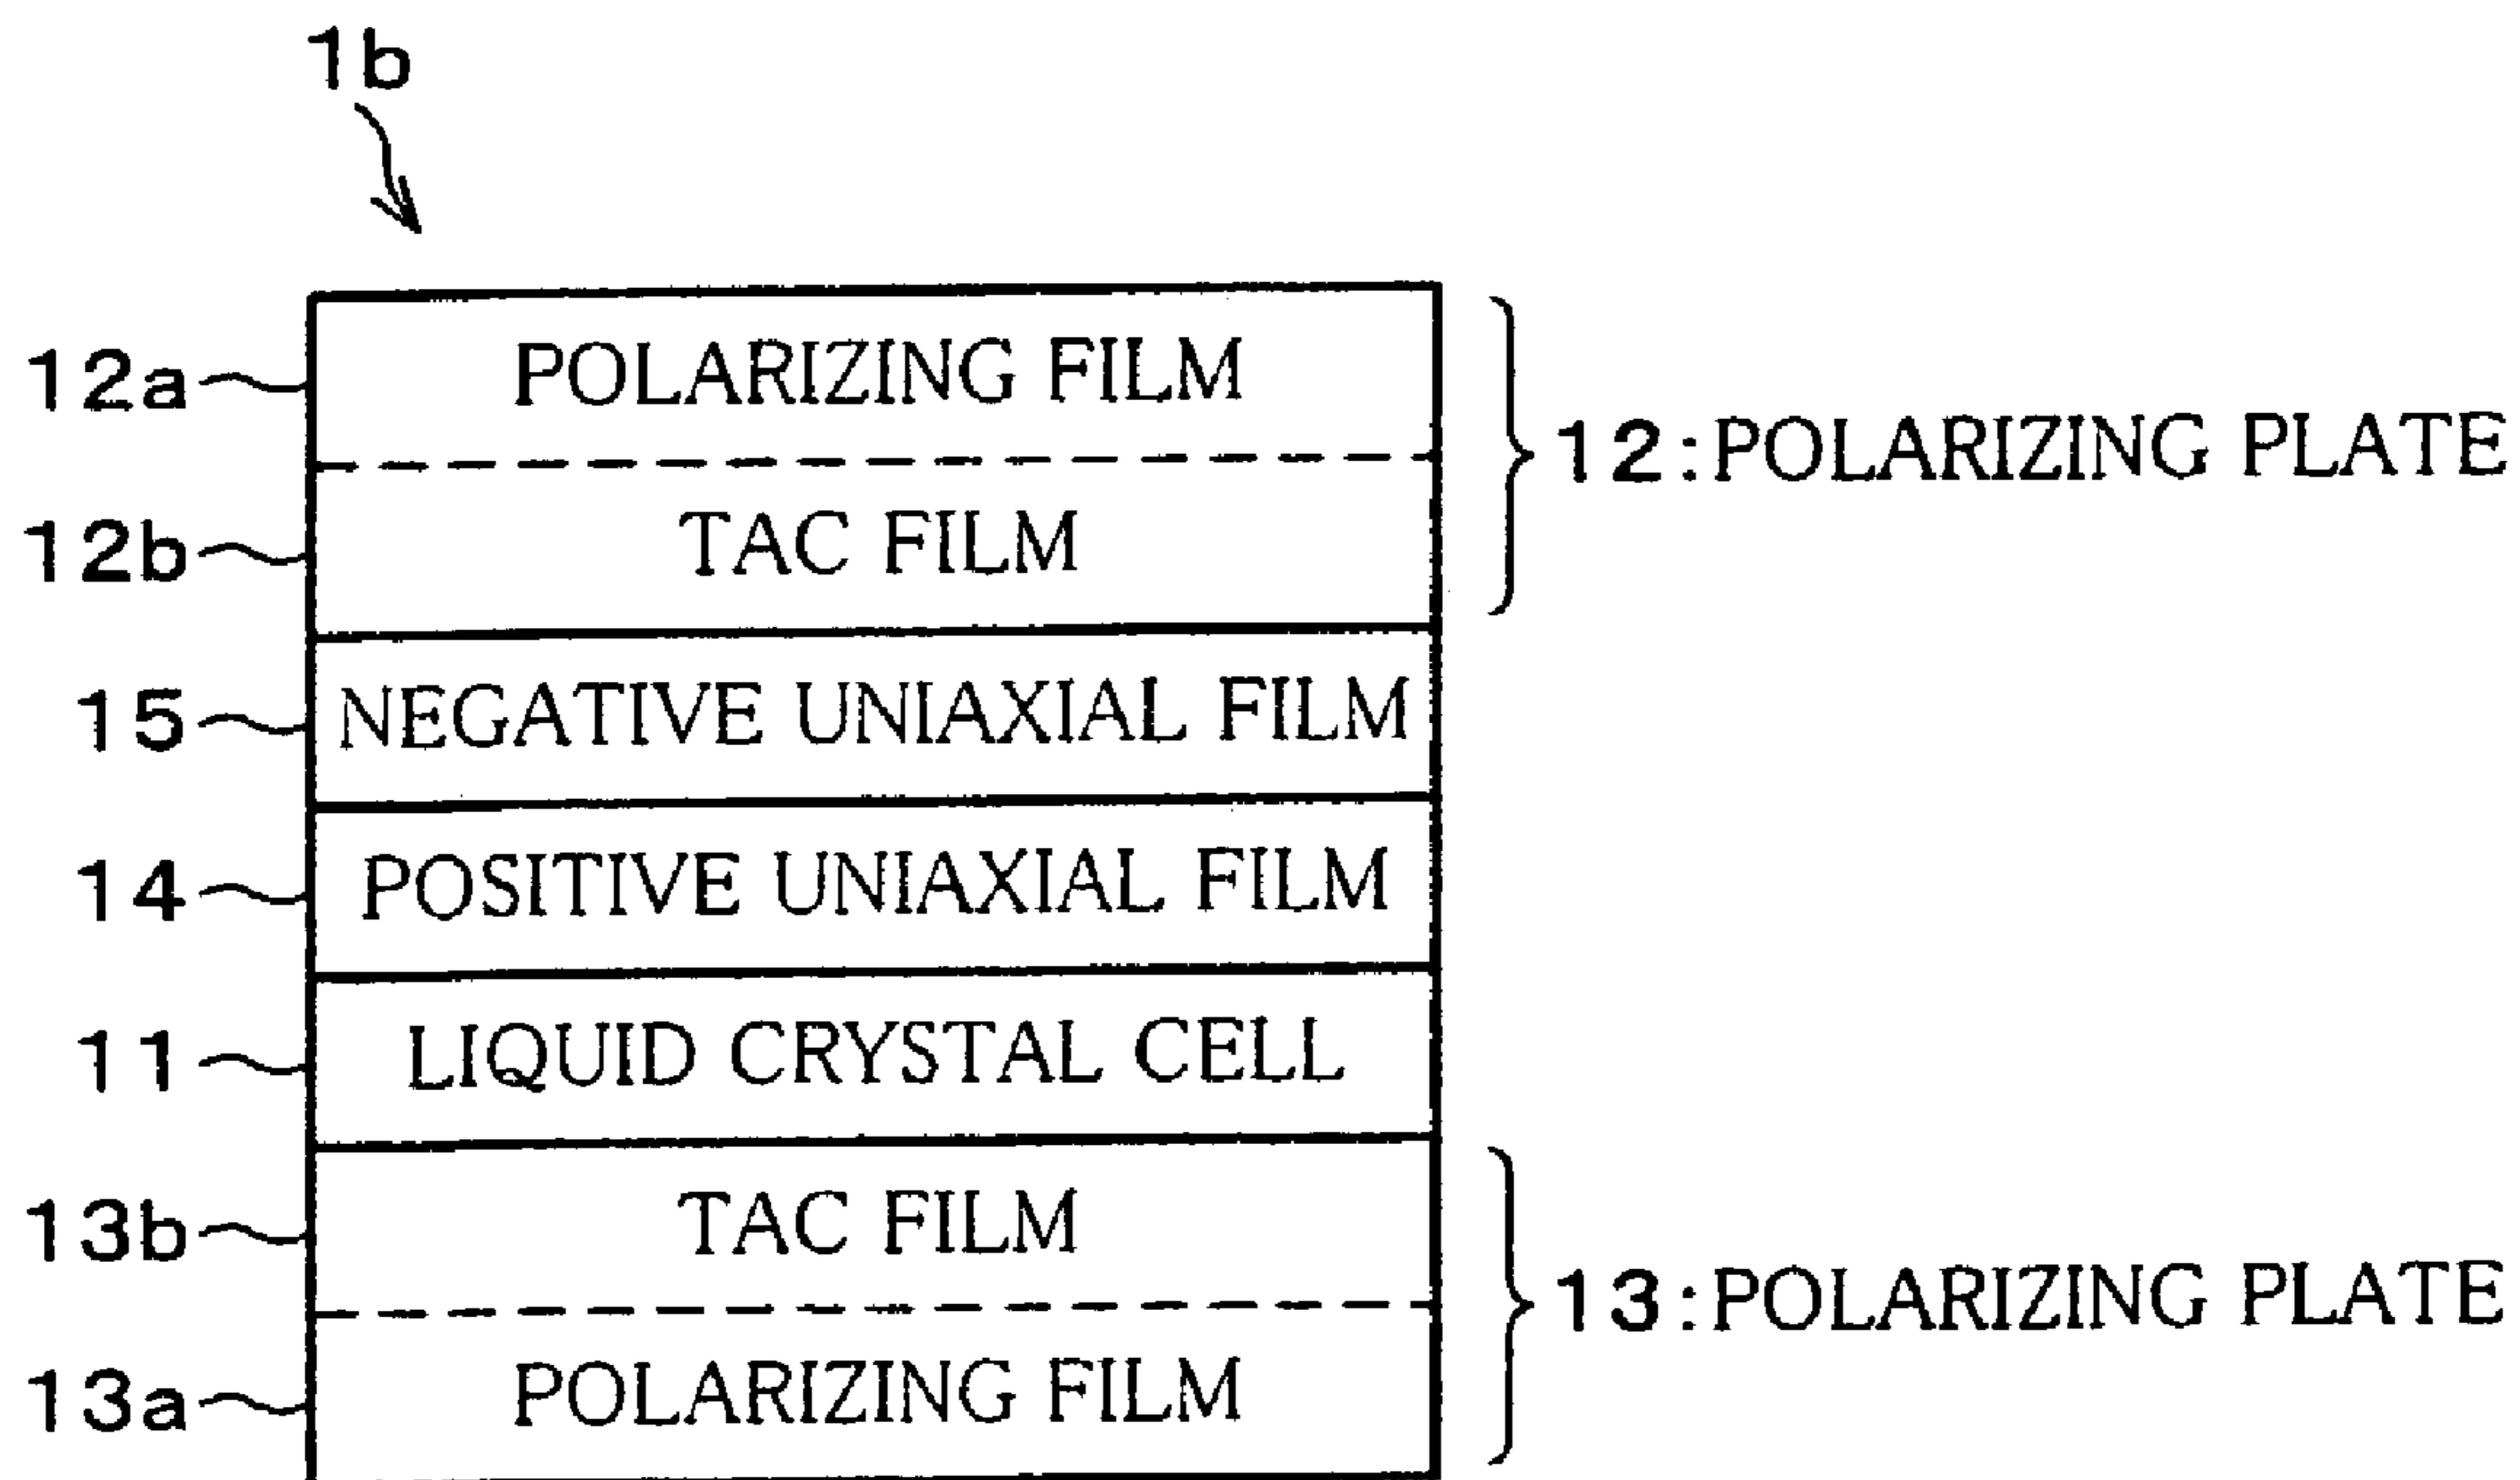 1b
12a POLARIZING FILM
12:POLARIZING PLATE
12b TAC FILM
15 NEGATIVE UNIAXIAL FILM
14 POSITIVE UNIAXIAL FILM
11 LIQUID CRYSTAL CELL
13b TAC FILM
13:POLARIZING PLATE
13a POLARIZING FILM